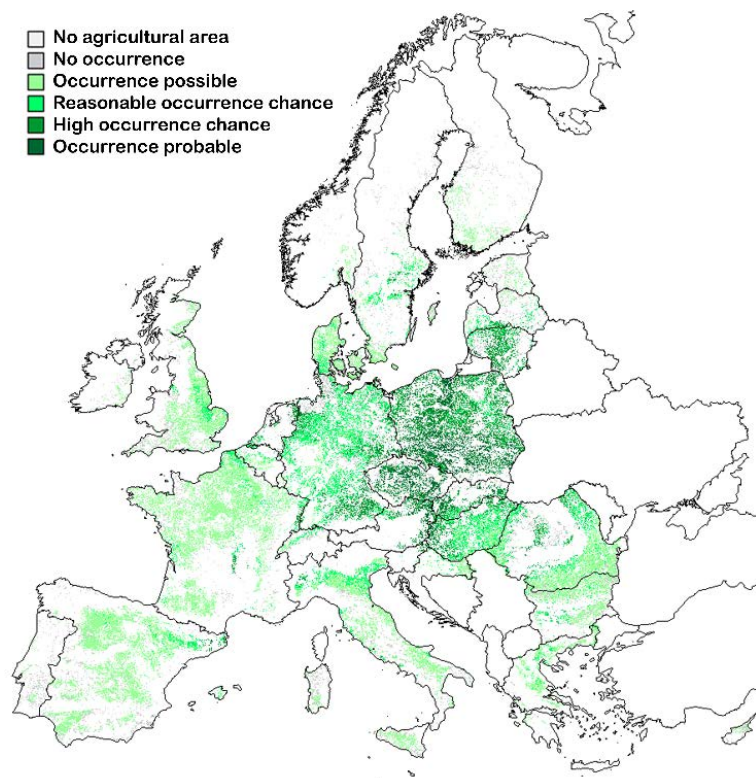 No agricultural area
No occurrence
Occurrence possible
Reasonable occurrence chance
High occurrence chance
Occurrence probable